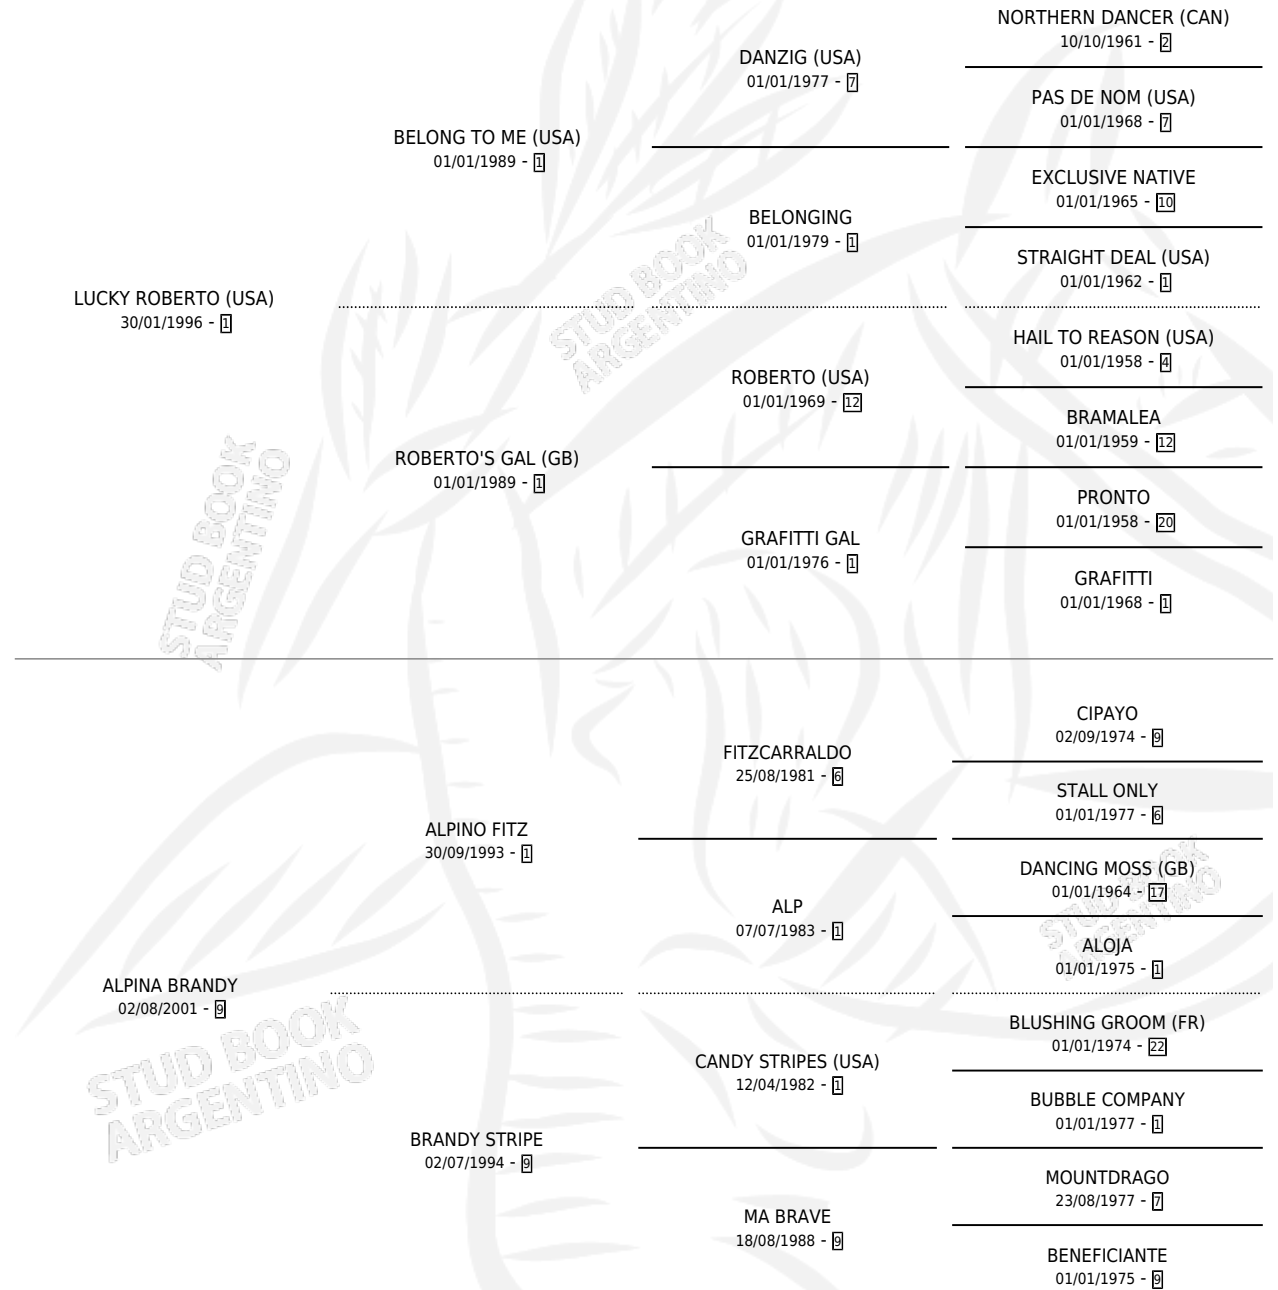 NORTHERN DANCER (CAN)
10/10/1961 - 2
DANZIG (USA)
01/01/1977 - 7
PAS DE NOM (USA)
01/01/1968 - 7
BELONG TO ME (USA)
01/01/1989 - 1
EXCLUSIVE NATIVE
01/01/1965 - 10
BELONGING
01/01/1979 - 1
STRAIGHT DEAL (USA)
01/01/1962 - 1
LUCKY ROBERTO (USA)
30/01/1996 - 1
STUD BOOK
ARGENTINO
HAIL TO REASON (USA)
01/01/1958 - 4
ROBERTO (USA)
01/01/1969 - 12
BRAMALEA
01/01/1959 - 12
ROBERTO'S GAL (GB)
01/01/1989 - 1
PRONTO
01/01/1958 - 20
GRAFITTI GAL
01/01/1976 - 1
GRAFITTI
01/01/1968 - 1
STUD BOOK
ARGENTINO
CIPAYO
02/09/1974 - 9
FITZCARRALDO
25/08/1981 - 6
STALL ONLY
01/01/1977 - 6
ALPINO FITZ
30/09/1993 - 1
DANCING MOSS (GB)
01/01/1964 - 17
ALP
07/07/1983 - 1
ALOJA
01/01/1975 - 1
STUD BOOK
ARGENTINO
ALPINA BRANDY
02/08/2001 - 9
STUD BOOK
ARGENTINO
BLUSHING GROOM (FR)
01/01/1974 - 22
CANDY STRIPES (USA)
12/04/1982 - 1
BUBBLE COMPANY
01/01/1977 - 1
BRANDY STRIPE
02/07/1994 - 9
MOUNTDRAGO
23/08/1977 - 7
MA BRAVE
18/08/1988 - 9
BENEFICIANTE
01/01/1975 - 9